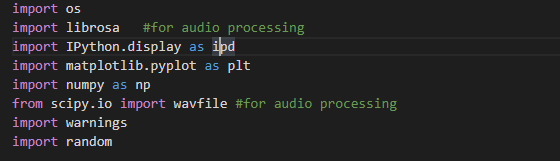 import os
import librosa   #for audio processing
import IPython.display as ipd
import matplotlib.pyplot as plt
import numpy as np
from scipy.io import wavfile #for audio processing
import warnings
import random